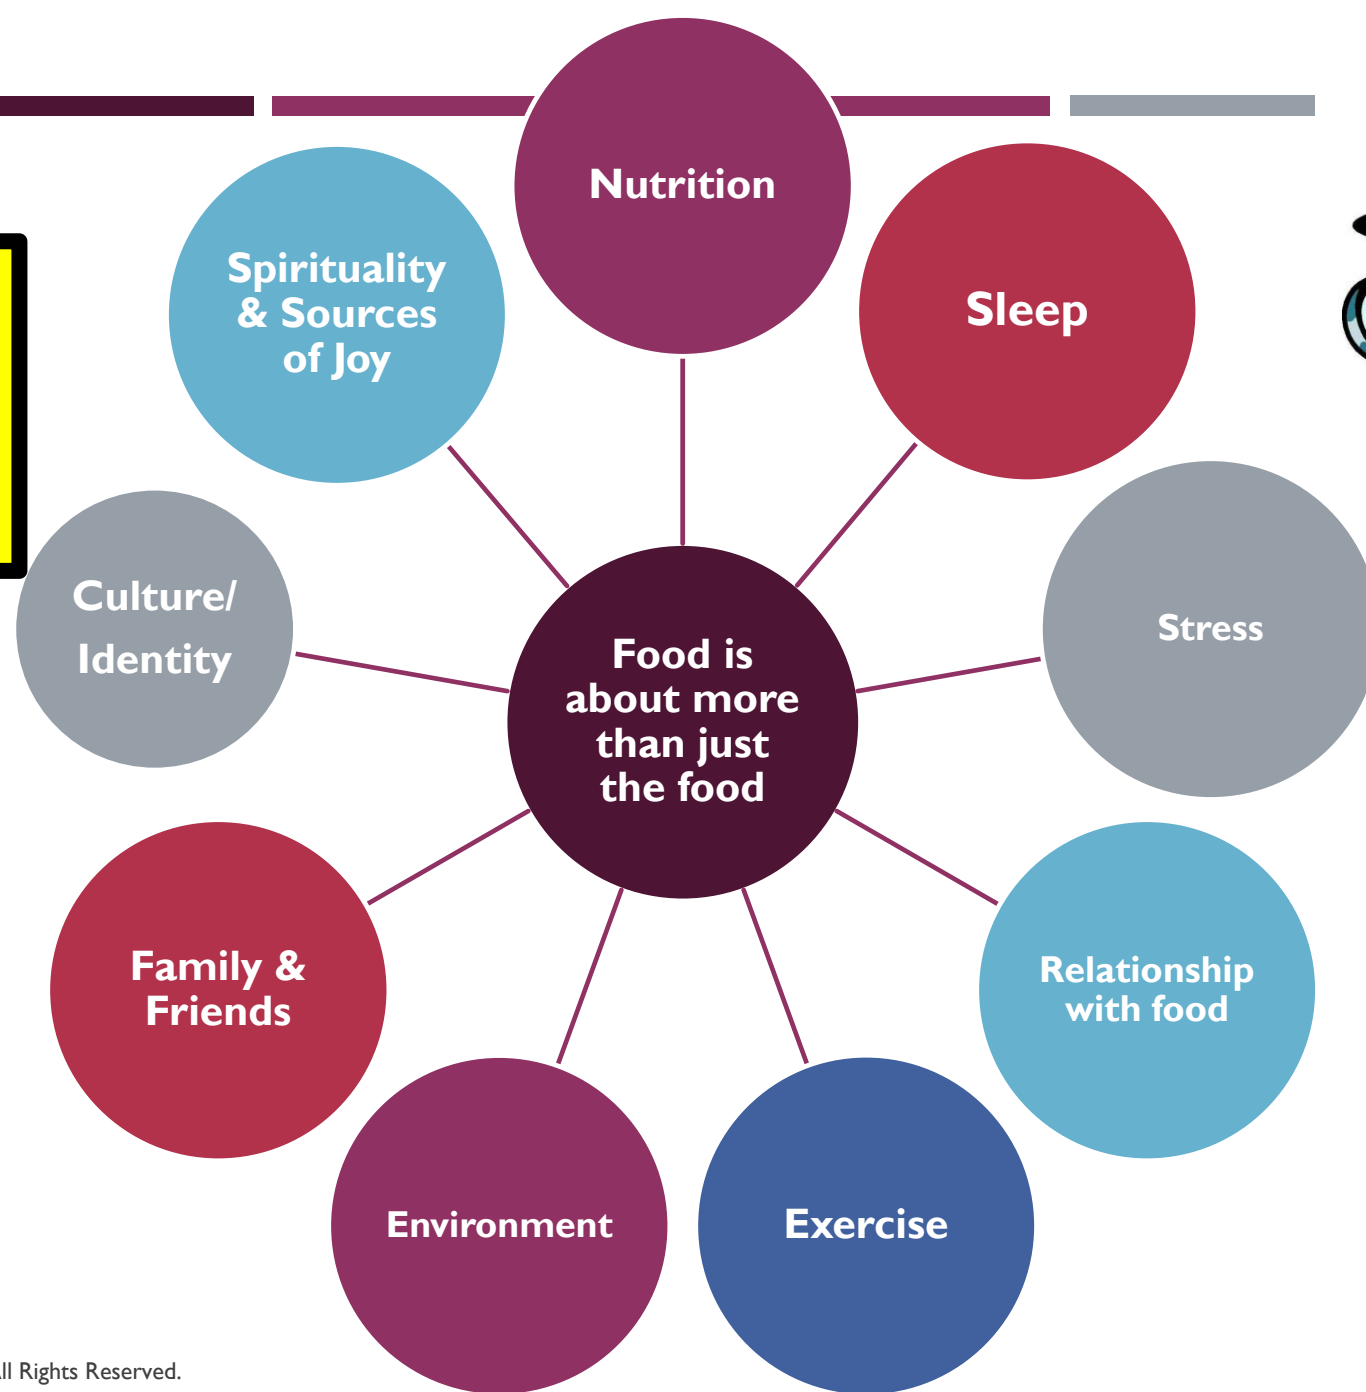 Nutrition
Sleep
Stress
Relationship
with food
Exercise
Environment
Family &
Friends
Culture/
Identity
Spirituality
& Sources
of Joy
Food is
about more
than just
the food
All Rights Reserved.